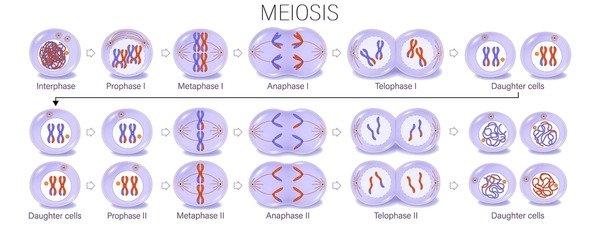 MEIOSIS
Interphase Prophase I Metaphase I Anaphase I Telophase I Daughter cells
Daughter cells Prophase II Metaphase II Anaphase II Telophase II Daughter cells